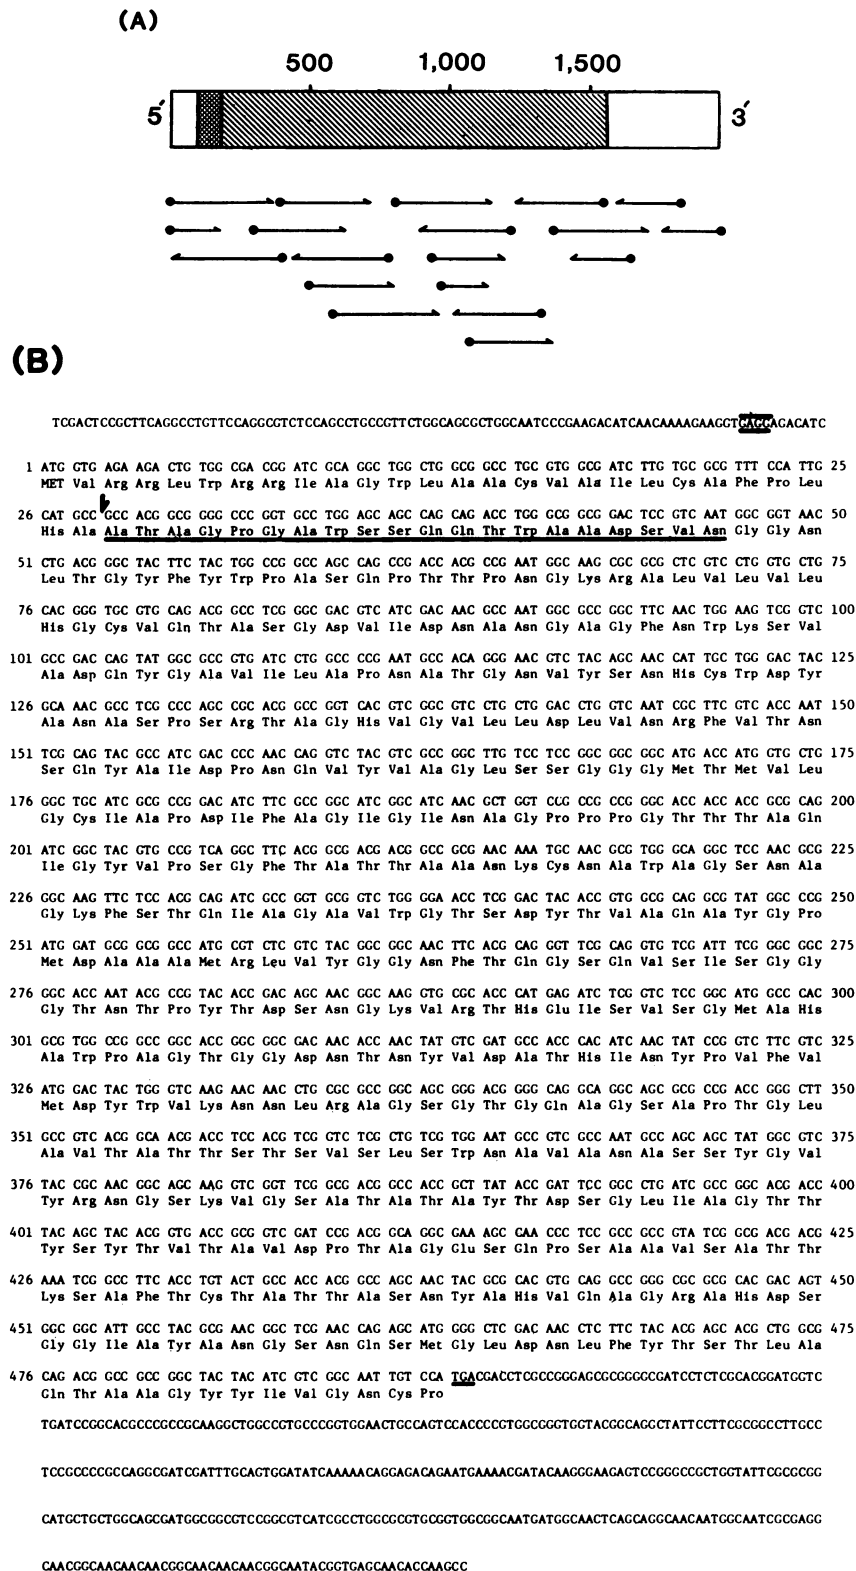 (A)
500 1,000 1,500
5′ 3′
(B)
TCGACTCCGCTTCAGGCCTGTTCCAGGCGTCTCCAGCCTGCCGTTCTGGCAGCGCTGGCAATCCCGAAGACATCAACAAAAGAAGGTGAGGAGACATC
1 ATG GTG AGA AGA CTG TGG CGA CGG ATC GCA GGC TGG CTG GCG GCC TGC GTG GCG ATC TTG TGC GCG TTT CCA TTG 25
MET Val Arg Arg Leu Trp Arg Arg Ile Ala Gly Trp Leu Ala Ala Cys Val Ala Ile Leu Cys Ala Phe Pro Leu
26 CAT GCC GCC ACG GCG GGG CCC GGT GCC TGG AGC AGC CAG CAG ACC TGG GCG GCG GAC TCC GTC AAT GGC GGT AAC 50
His Ala Ala Thr Ala Gly Pro Gly Ala Trp Ser Ser Gln Gln Thr Trp Ala Ala Asp Ser Val Asn Gly Gly Asn
51 CTG ACG GGC TAC TTC TAC TGG CCG GCC AGC CAG CCG ACC ACG CCG AAT GGC AAG CGC GCG CTC GTC CTG GTG CTG 75
Leu Thr Gly Tyr Phe Tyr Trp Pro Ala Ser Gln Pro Thr Thr Pro Asn Gly Lys Arg Ala Leu Val Leu Val Leu
76 CAC GGG TGC GTG CAG ACG GCC TCG GGC GAC GTC ATC GAC AAC GCC AAT GGC GCC GGC TTC AAC TGG AAG TCG GTC 100
His Gly Cys Val Gln Thr Ala Ser Gly Asp Val Ile Asp Asn Ala Asn Gly Ala Gly Phe Asn Trp Lys Ser Val
101 GCC GAC CAG TAT GGC GCC GTG ATC CTG GCC CCG AAT GCC ACA GGG AAC GTC TAC AGC AAC CAT TGC TGG GAC TAC 125
Ala Asp Gln Tyr Gly Ala Val Ile Leu Ala Pro Asn Ala Thr Gly Asn Val Tyr Ser Asn His Cys Trp Asp Tyr
126 GCA AAC GCC TCG CCC AGC CGC ACG GCC GGT CAC GTC GGC GTC CTG CTG GAC CTG GTC AAT CGC TTC GTC ACC AAT 150
Ala Asn Ala Ser Pro Ser Arg Thr Ala Gly His Val Gly Val Leu Leu Asp Leu Val Asn Arg Phe Val Thr Asn
151 TCG CAG TAC GCC ATC GAC CCC AAC CAG GTC TAC GTC GCC GGC TTG TCC TCC GGC GGC GGC ATG ACC ATG GTG CTG 175
Ser Gln Tyr Ala Ile Asp Pro Asn Gln Val Tyr Val Ala Gly Leu Ser Ser Gly Gly Gly Met Thr Met Val Leu
176 GGC TGC ATC GCG CCG GAC ATC TTC GCC GGC ATC GGC ATC AAC GCT GGT CCG CCG CCG GGC ACC ACC ACC GCG CAG 200
Gly Cys Ile Ala Pro Asp Ile Phe Ala Gly Ile Gly Ile Asn Ala Gly Pro Pro Pro Gly Thr Thr Thr Ala Gln
201 ATC GGC TAC GTG CCG TCA GGC TTC ACG GCG ACG ACG GCC GCG AAC AAA TGC AAC GCG TGG GCA GGC TCC AAC GCG 225
Ile Gly Tyr Val Pro Ser Gly Phe Thr Ala Thr Thr Ala Ala Asn Lys Cys Asn Ala Trp Ala Gly Ser Asn Ala
226 GGC AAG TTC TCC ACG CAG ATC GCC GGT GCG GTC TGG GGA ACC TCG GAC TAC ACC GTG GCG CAG GCG TAT GGC CCG 250
Gly Lys Phe Ser Thr Gln Ile Ala Gly Ala Val Trp Gly Thr Ser Asp Tyr Thr Val Ala Gln Ala Tyr Gly Pro
251 ATG GAT GCG GCG GCC ATG CGT CTC GTC TAC GGC GGC AAC TTC ACG CAG GGT TCG CAG GTG TCG ATT TCG GGC GGC 275
Met Asp Ala Ala Ala Met Arg Leu Val Tyr Gly Gly Asn Phe Thr Gln Gly Ser Gln Val Ser Ile Ser Gly Gly
276 GGC ACC AAT ACG CCG TAC ACC GAC AGC AAC GGC AAG GTG CGC ACC CAT GAG ATC TCG GTC TCC GGC ATG GCC CAC 300
Gly Thr Asn Thr Pro Tyr Thr Asp Ser Asn Gly Lys Val Arg Thr His Glu Ile Ser Val Ser Gly Met Ala His
301 GCG TGG CCG GCC GGC ACC GGC GGC GAC AAC ACC AAC TAT GTC GAT GCC ACC CAC ATC AAC TAT CCG GTC TTC GTC 325
Ala Trp Pro Ala Gly Thr Gly Gly Asp Asn Thr Asn Tyr Val Asp Ala Thr His Ile Asn Tyr Pro Val Phe Val
326 ATG GAC TAC TGG GTC AAG AAC AAC CTG CGC GCC GGC AGC GGG ACG GGG CAG GCA GGC AGC GCG CCG ACC GGG CTT 350
Met Asp Tyr Trp Val Lys Asn Asn Leu Arg Ala Gly Ser Gly Thr Gly Gln Ala Gly Ser Ala Pro Thr Gly Leu
351 GCC GTC ACG GCA ACG ACC TCC ACG TCG GTC TCG CTG TCG TGG AAT GCC GTC GCC AAT GCC AGC AGC TAT GGC GTC 375
Ala Val Thr Ala Thr Thr Ser Thr Ser Val Ser Leu Ser Trp Asn Ala Val Ala Asn Ala Ser Ser Tyr Gly Val
376 TAC CGC AAC GGC AGC AAG GTC GGT TCG GCG ACG GCC ACC GCT TAT ACC GAT TCC GGC CTG ATC GCC GGC ACG ACC 400
Tyr Arg Asn Gly Ser Lys Val Gly Ser Ala Thr Ala Thr Ala Tyr Thr Asp Ser Gly Leu Ile Ala Gly Thr Thr
401 TAC AGC TAC ACG GTG ACC GCG GTC GAT CCG ACG GCA GGC GAA AGC CAA CCC TCC GCC GCC GTA TCG GCG ACG ACG 425
Tyr Ser Tyr Thr Val Thr Ala Val Asp Pro Thr Ala Gly Glu Ser Gln Pro Ser Ala Ala Val Ser Ala Thr Thr
426 AAA TCG GCC TTC ACC TGT ACT GCC ACC ACG GCC AGC AAC TAC GCG CAC GTG CAG GCC GGG CGC GCG CAC GAC AGT 450
Lys Ser Ala Phe Thr Cys Thr Ala Thr Thr Ala Ser Asn Tyr Ala His Val Gln Ala Gly Arg Ala His Asp Ser
451 GGC GGC ATT GCC TAC GCG AAC GGC TCG AAC CAG AGC ATG GGG CTC GAC AAC CTC TTC TAC ACG AGC ACG CTG GCG 475
Gly Gly Ile Ala Tyr Ala Asn Gly Ser Asn Gln Ser Met Gly Leu Asp Asn Leu Phe Tyr Thr Ser Thr Leu Ala
476 CAG ACG GCC GCC GGC TAC TAC ATC GTC GGC AAT TGT CCA TGACGACCTCGCCGGGAGCGCGGGGCGATCCTCTCGCACGGATGGTC
Gln Thr Ala Ala Gly Tyr Tyr Ile Val Gly Asn Cys Pro
TGATCCGGCACGCCCGCCGCAAGGCTGGCCGTGCCCGGTGGAACTGCCAGTCCACCCCGTGGCGGGTGGTACGGCAGGCTATTCCTTCGCGGCCTTGCC
TCCGCCCCGCCAGGCGATCGATTTGCAGTGGATATCAAAAACAGGAGACAGAATGAAAACGATACAAGGGAAGAGTCCGGGCCGCTGGTATTCGCGCGG
CATGCTGCTGGCAGCGATGGCGGCGTCCGGCGTCATCGCCTGGCGCGTGCGGTGGCGGCAATGATGGCAACTCAGCAGGCAACAATGGCAATCGCGAGG
CAACGGCAACAACAACGGCAACAACAACGGCAATACGGTGAGCAACACCAAGCC